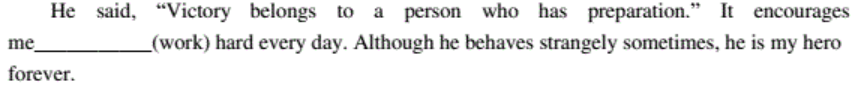 He said, “Victory belongs to a person who has preparation.” It encourages
me___________(work) hard every day. Although he behaves strangely sometimes, he is my hero
forever.